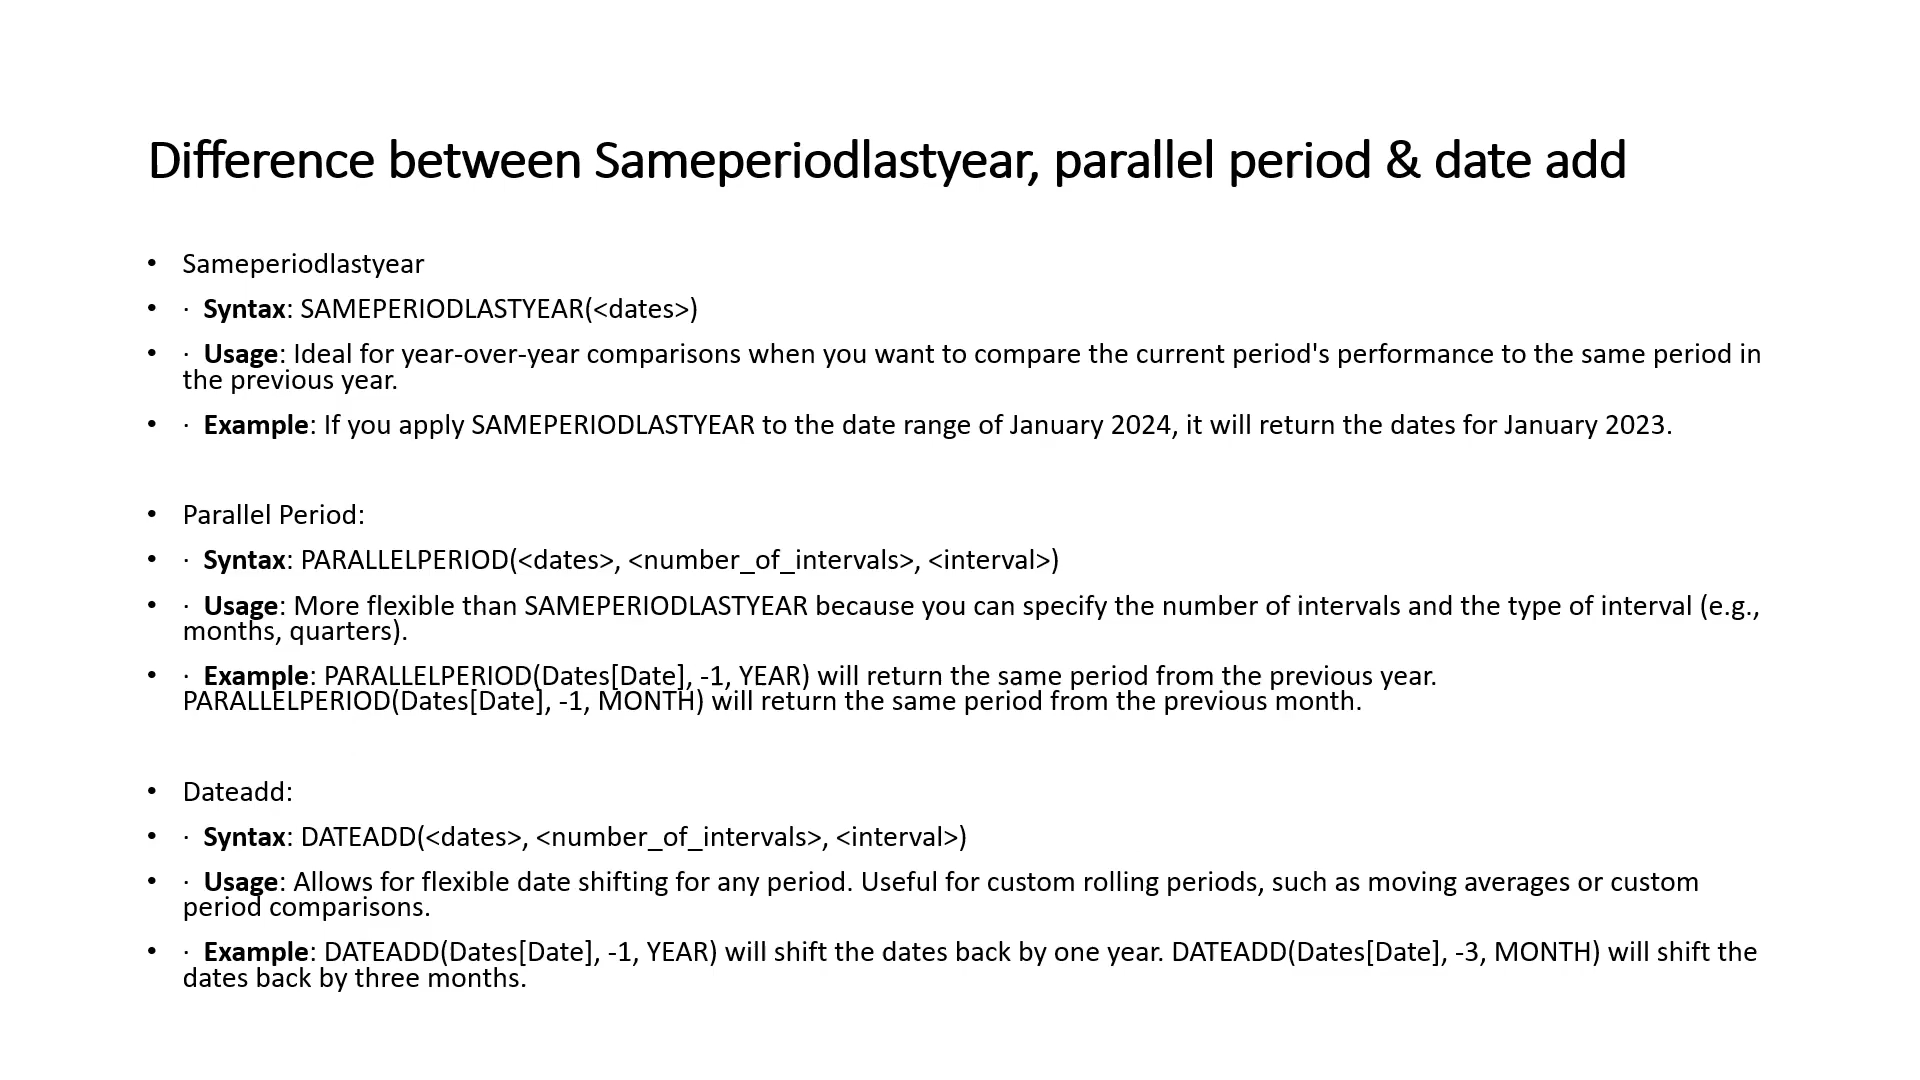 Difference between Sameperiodlastyear, parallel period & date add
• Sameperiodlastyear
• · Syntax: SAMEPERIODLASTYEAR(<dates>)
• · Usage: Ideal for year-over-year comparisons when you want to compare the current period's performance to the same period in
the previous year.
• · Example: If you apply SAMEPERIODLASTYEAR to the date range of January 2024, it will return the dates for January 2023.
• Parallel Period:
• · Syntax: PARALLELPERIOD(<dates>, <number_of_intervals>, <interval>)
• · Usage: More flexible than SAMEPERIODLASTYEAR because you can specify the number of intervals and the type of interval (e.g.,
months, quarters).
• · Example: PARALLELPERIOD(Dates[Date], -1, YEAR) will return the same period from the previous year.
PARALLELPERIOD(Dates[Date], -1, MONTH) will return the same period from the previous month.
• Dateadd:
• · Syntax: DATEADD(<dates>, <number_of_intervals>, <interval>)
• · Usage: Allows for flexible date shifting for any period. Useful for custom rolling periods, such as moving averages or custom
period comparisons.
• · Example: DATEADD(Dates[Date], -1, YEAR) will shift the dates back by one year. DATEADD(Dates[Date], -3, MONTH) will shift the
dates back by three months.